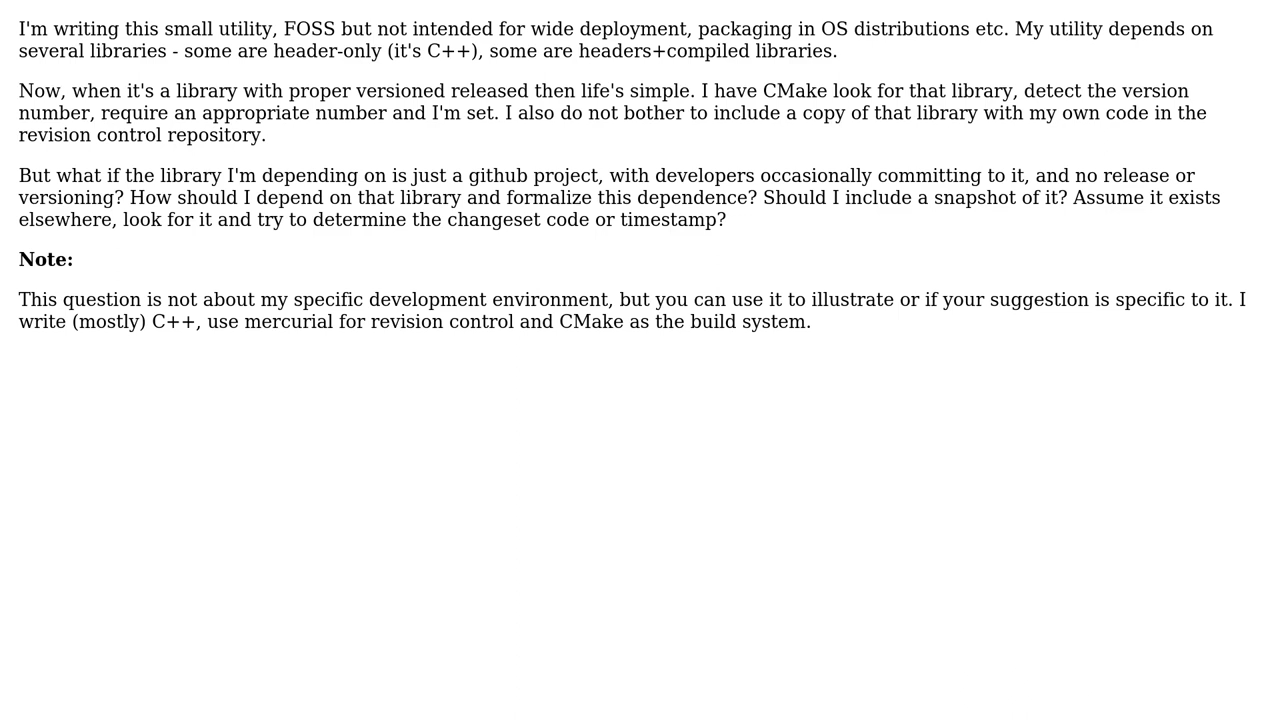 I'm writing this small utility, FOSS but not intended for wide deployment, packaging in OS distributions etc. My utility depends on
several libraries - some are header-only (it's C++), some are headers+compiled libraries.
Now, when it's a library with proper versioned released then life's simple. I have CMake look for that library, detect the version
number, require an appropriate number and I'm set. I also do not bother to include a copy of that library with my own code in the
revision control repository.
But what if the library I'm depending on is just a github project, with developers occasionally committing to it, and no release or
versioning? How should I depend on that library and formalize this dependence? Should I include a snapshot of it? Assume it exists
elsewhere, look for it and try to determine the changeset code or timestamp?
Note:
This question is not about my specific development environment, but you can use it to illustrate or if your suggestion is specific to it. I
write (mostly) C++, use mercurial for revision control and CMake as the build system.